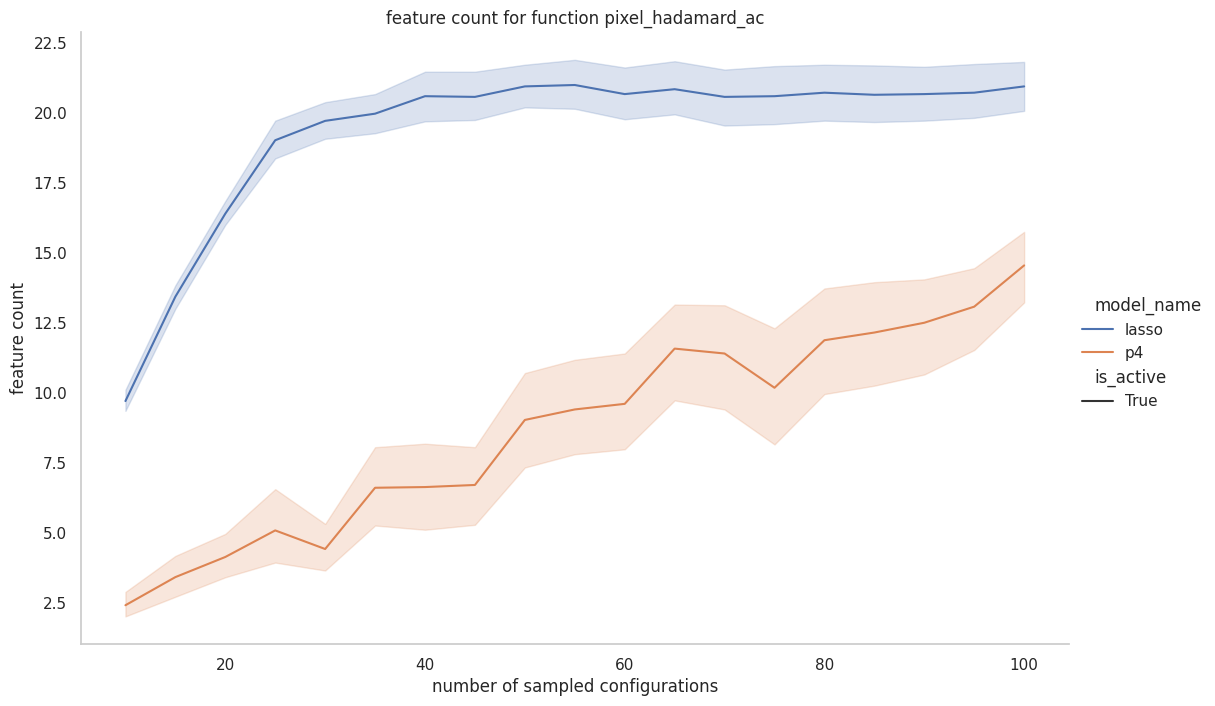 feature count for function pixel_hadamard_ac
22.5
20.0
17.5
15.0
12.5
10.0
7.5
5.0
2.5
feature count
20
40
60
80
100
number of sampled configurations
model_name
lasso
p4
is_active
True